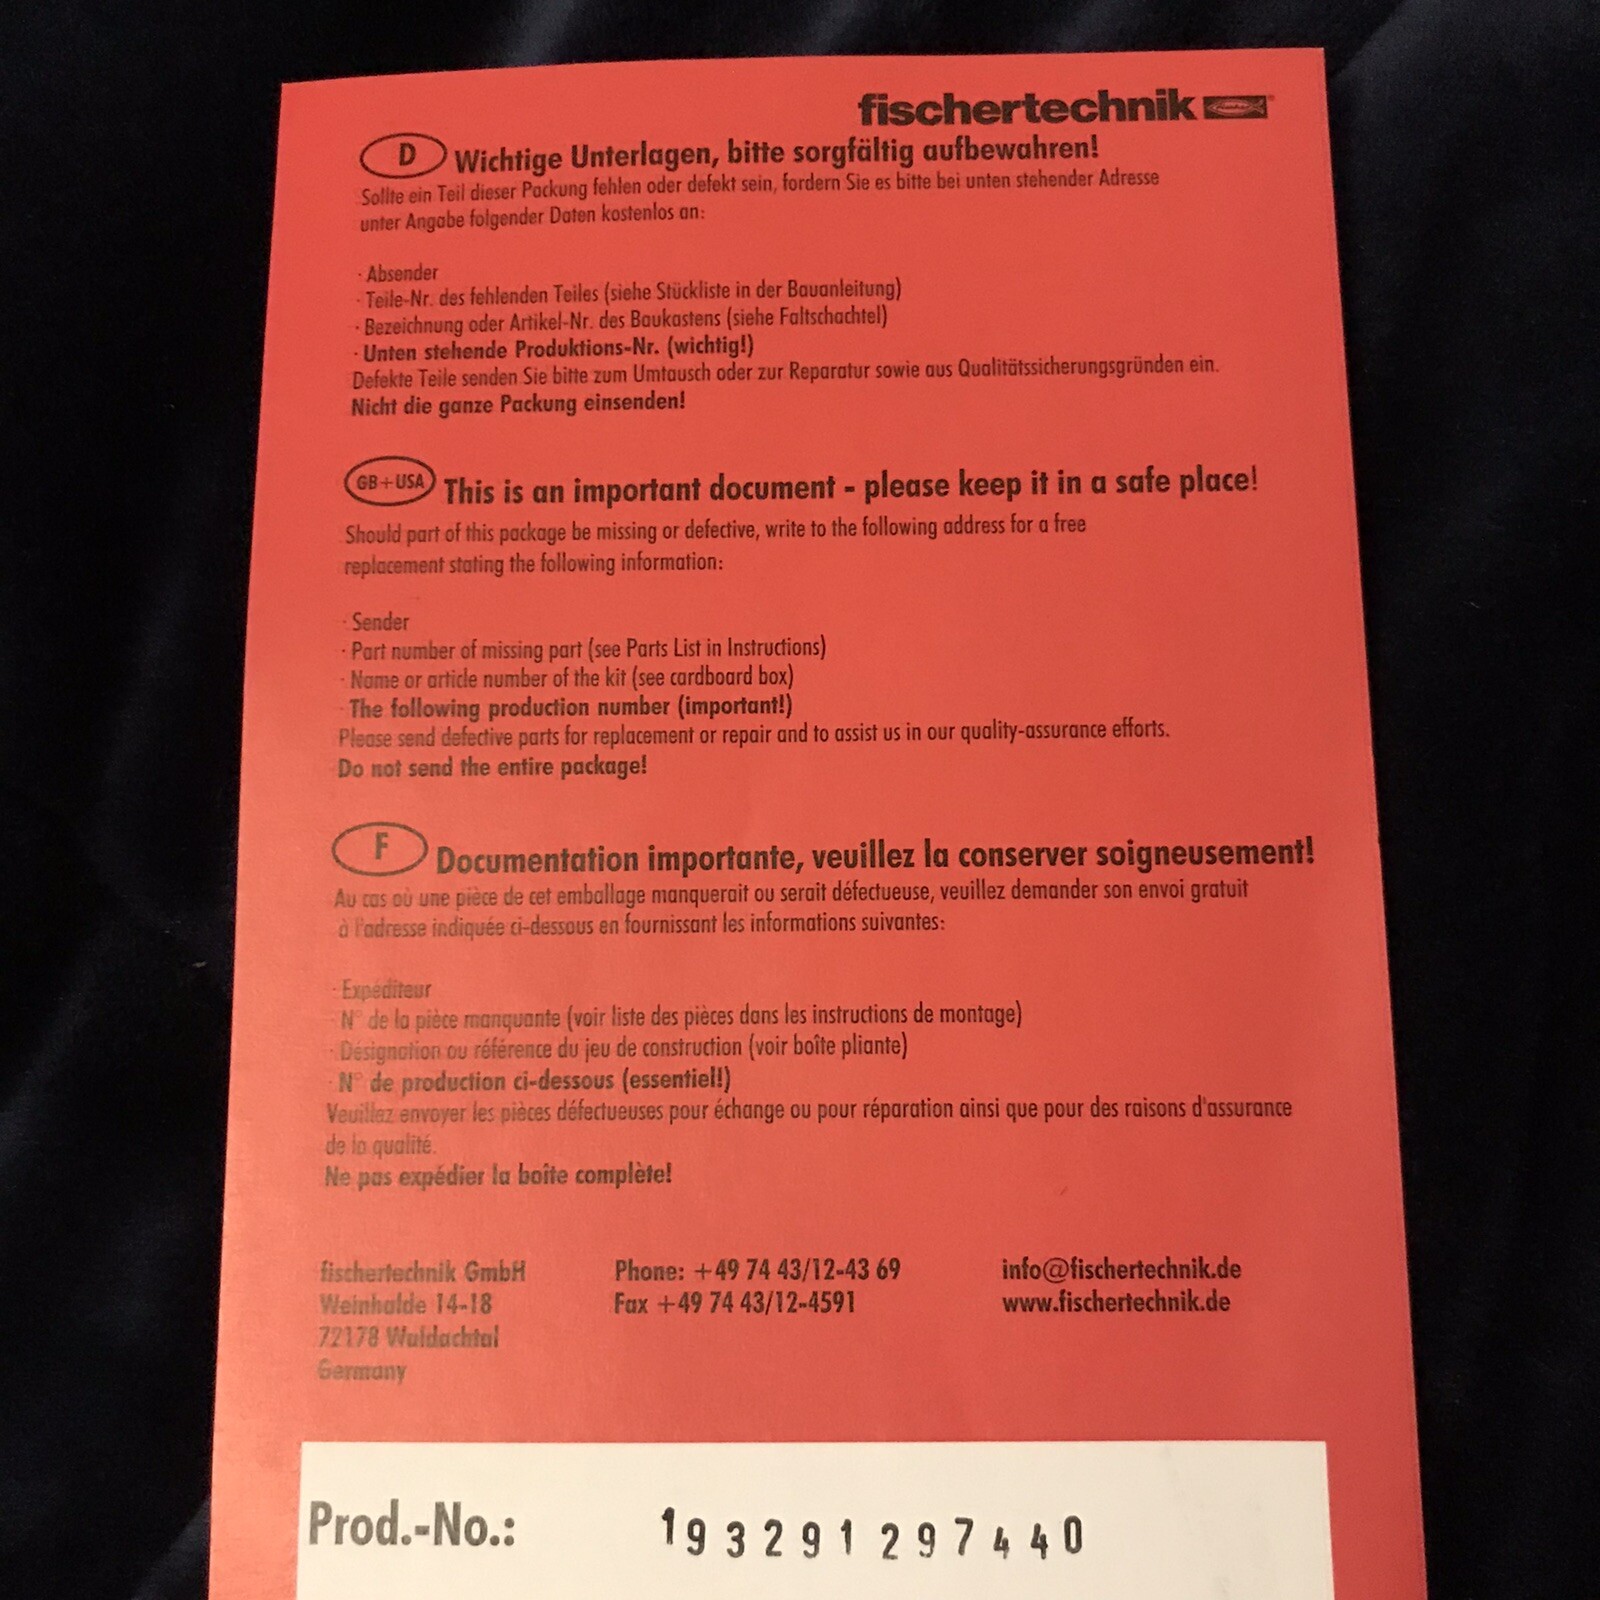 fischertechnik
D Wichtige Unterlagen, bitte sorgfältig aufbewahren!
Sollte ein Teil dieser Packung fehlen oder defekt sein, fordern Sie es bitte bei unten stehender Adresse
unter Angabe folgender Daten kostenlos an:
· Absender
· Teile-Nr. des fehlenden Teiles (siehe Stückliste in der Bauanleitung)
· Bezeichnung oder Artikel-Nr. des Baukastens (siehe Faltschachtel)
· Unten stehende Produktions-Nr. (wichtig!)
Defekte Teile senden Sie bitte zum Umtausch oder zur Reparatur sowie aus Qualitätssicherungsgründen ein.
Nicht die ganze Packung einsenden!
GB+USA This is an important document - please keep it in a safe place!
Should part of this package be missing or defective, write to the following address for a free
replacement stating the following information:
· Sender
· Part number of missing part (see Parts List in Instructions)
· Name or article number of the kit (see cardboard box)
· The following production number (important!)
Please send defective parts for replacement or repair and to assist us in our quality-assurance efforts.
Do not send the entire package!
F Documentation importante, veuillez la conserver soigneusement!
Au cas où une pièce de cet emballage manquerait ou serait défectueuse, veuillez demander son envoi gratuit
à l'adresse indiquée ci-dessous en fournissant les informations suivantes:
· Expéditeur
· N° de la pièce manquante (voir liste des pièces dans les instructions de montage)
· Désignation ou référence du jeu de construction (voir boîte pliante)
· N° de production ci-dessous (essentiel!)
Veuillez envoyer les pièces défectueuses pour échange ou pour réparation ainsi que pour des raisons d'assurance
de la qualité.
Ne pas expédier la boîte complète!
fischertechnik GmbH Phone: +49 74 43/12-43 69 info@fischertechnik.de
Weinhalde 14-18 Fax +49 74 43/12-4591 www.fischertechnik.de
72178 Waldachtal
Germany
Prod.-No.: 193291297440